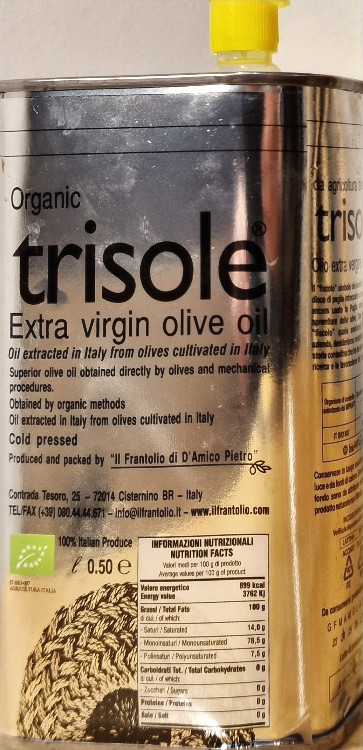 Organic
trisole®
Extra virgin olive oil
Oil extracted in Italy from olives cultivated in Italy
Superior olive oil obtained directly by olives and mechanical
procedures.
Obtained by organic methods
Oil extracted in Italy from olives cultivated in Italy
Cold pressed
Produced and packed by "Il Frantolio di D'Amico Pietro"
Contrada Tesoro, 25 - 72014 Cisternino BR - Italy
TEL/FAX (+39) 080.44.44.671 - info@ilfrantolio.it - www.ilfrantolio.com
100% Italian Produce
ℓ 0.50 e
IT-BIO-007
AGRICOLTURA ITALIA
INFORMAZIONI NUTRIZIONALI
NUTRITION FACTS
Valori medi per 100 g di prodotto
Average values per 100 g of product
Valore energetico 899 kcal
Energy value 3762 Kj
Grassi / Total Fats 100 g
di cui / of which:
- Saturi / Saturated 14,0 g
- Monoinsaturi / Monounsaturated 78,5 g
- Polinsaturi / Polyunsaturated 7,5 g
Carboidrati Tot. / Total Carbohydrates 0 g
di cui / of which:
- Zuccheri / Sugars 0 g
Proteine / Proteins 0 g
Sale / Salt 0 g
da agricoltura
trisc
Olio extra verg